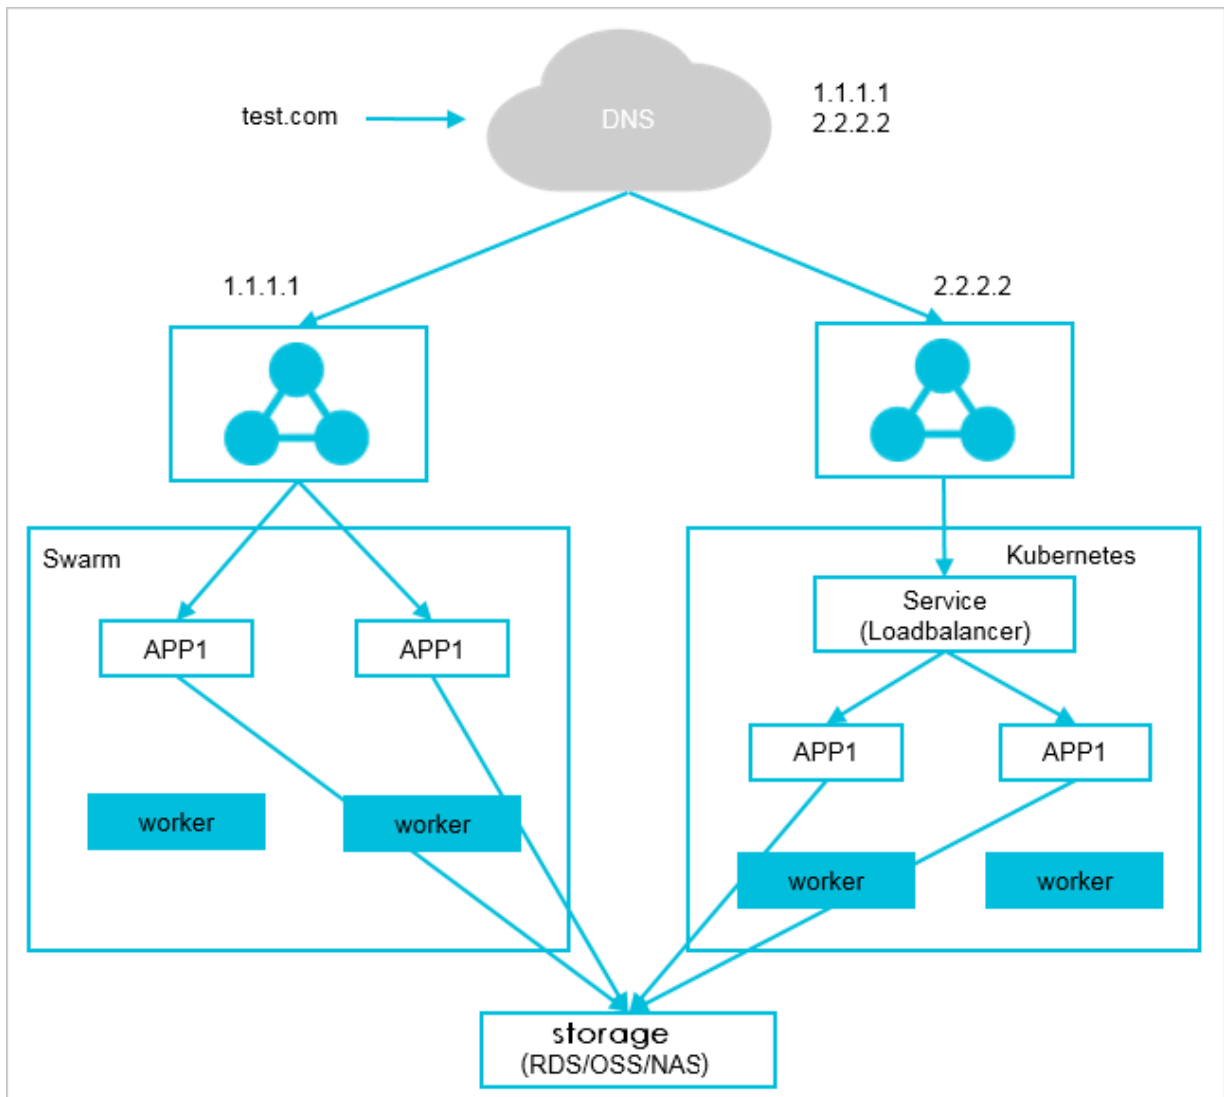 test.com
DNS
1.1.1.1
2.2.2.2
1.1.1.1
2.2.2.2
Swarm
Kubernetes
Service
(Loadbalancer)
APP1
APP1
APP1
APP1
worker
worker
worker
worker
storage
(RDS/OSS/NAS)